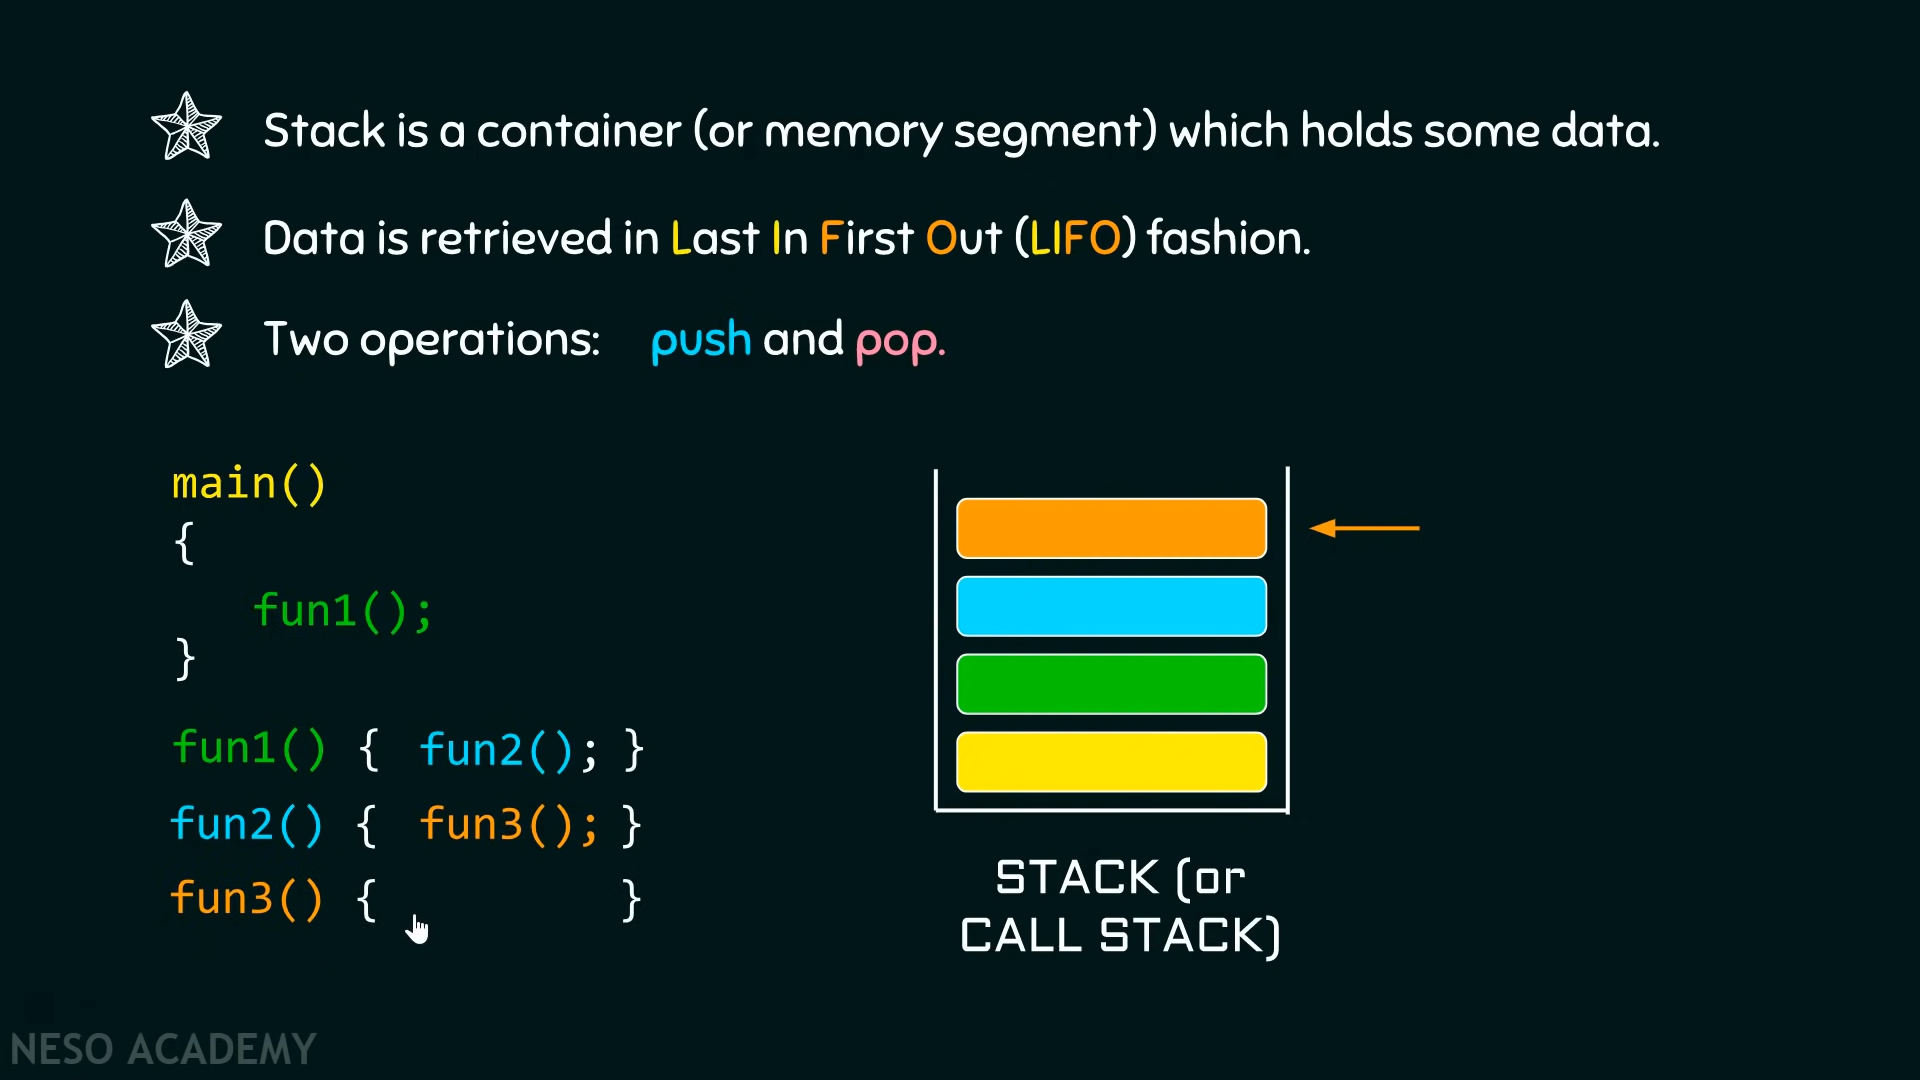 Stack is a container (or memory segment) which holds some data.
Data is retrieved in Last In First Out (LIFO) fashion.
Two operations: push and pop.
main()
{
fun1();
}
fun1() { fun2(); }
fun2() { fun3(); }
fun3() { }
STACK (or
CALL STACK)
NESO ACADEMY